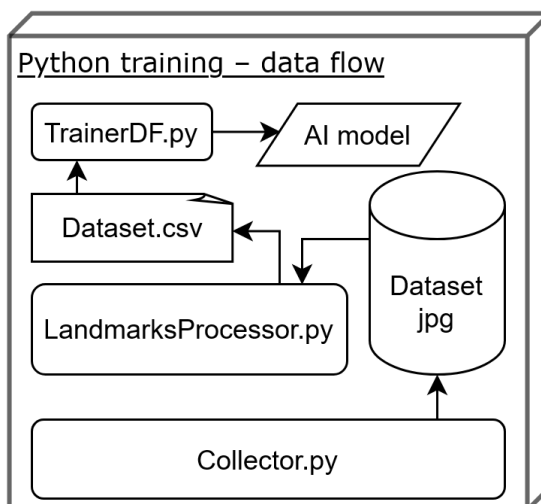 Python training – data flow
TrainerDF.py
AI model
Dataset.csv
Dataset
jpg
LandmarksProcessor.py
Collector.py